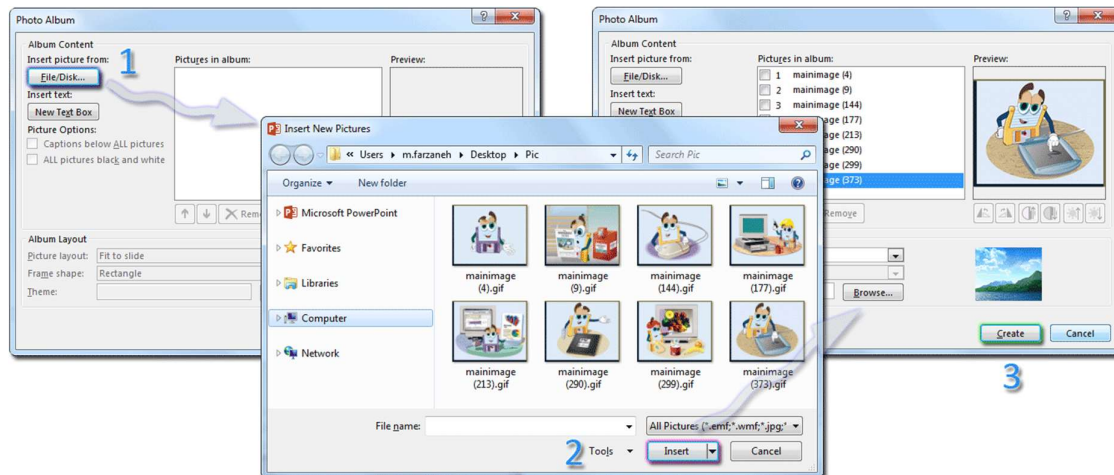 Photo Album
Album Content
Insert picture from:
1
File/Disk...
Insert text:
New Text Box
Picture Options:
Captions below ALL pictures
ALL pictures black and white
Pictures in album:
Preview:
Album Layout
Picture layout: Fit to slide
Frame shape: Rectangle
Theme:
Insert New Pictures
« Users M.farzaneh Desktop Pic
Search Pic
Organize New folder
Microsoft PowerPoint
Favorites
Libraries
Computer
Network
mainimage (4).gif
mainimage (9).gif
mainimage (144).gif
mainimage (177).gif
mainimage (213).gif
mainimage (290).gif
mainimage (299).gif
mainimage (373).gif
File name:
All Pictures (*.emf;*.wmf;*.jpg;*
2
Tools
Insert
Cancel
Photo Album
Album Content
Insert picture from:
File/Disk...
Insert text:
New Text Box
Pictures in album:
1 mainimage (4)
2 mainimage (9)
3 mainimage (144)
(177)
age (213)
age (290)
age (299)
age (373)
Remove
Preview:
Browse...
Create
Cancel
3